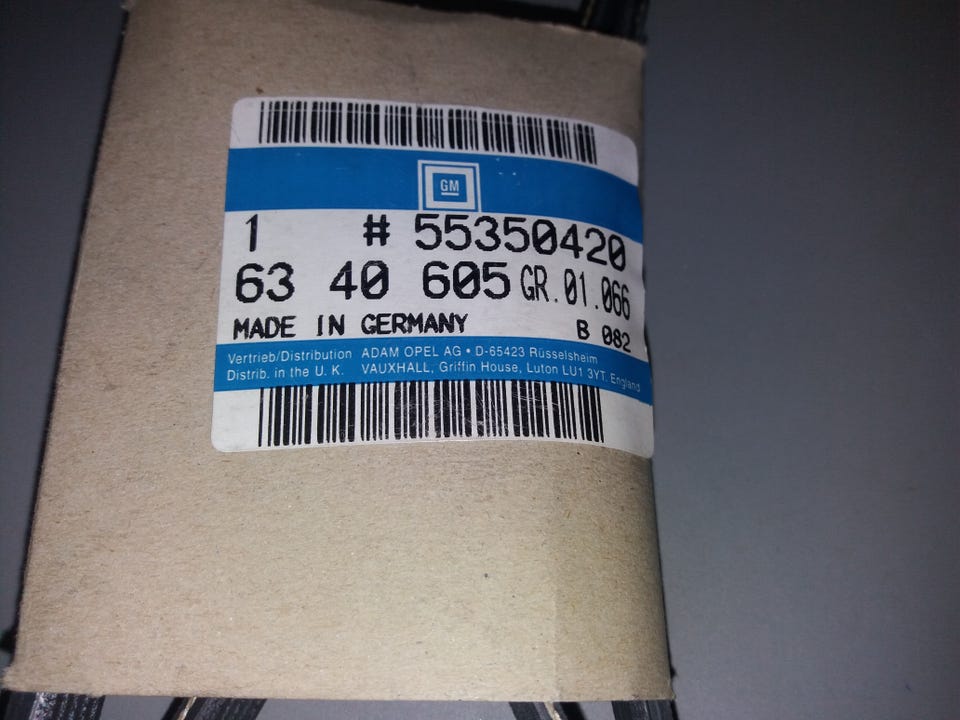 GM
1 # 55350420
63 40 605 GR.01.066
MADE IN GERMANY B 082
Vertrieb/Distribution ADAM OPEL AG • D-65423 Rüsselsheim
Distrib. in the U. K. VAUXHALL, Griffin House, Luton LU1 3YT. England